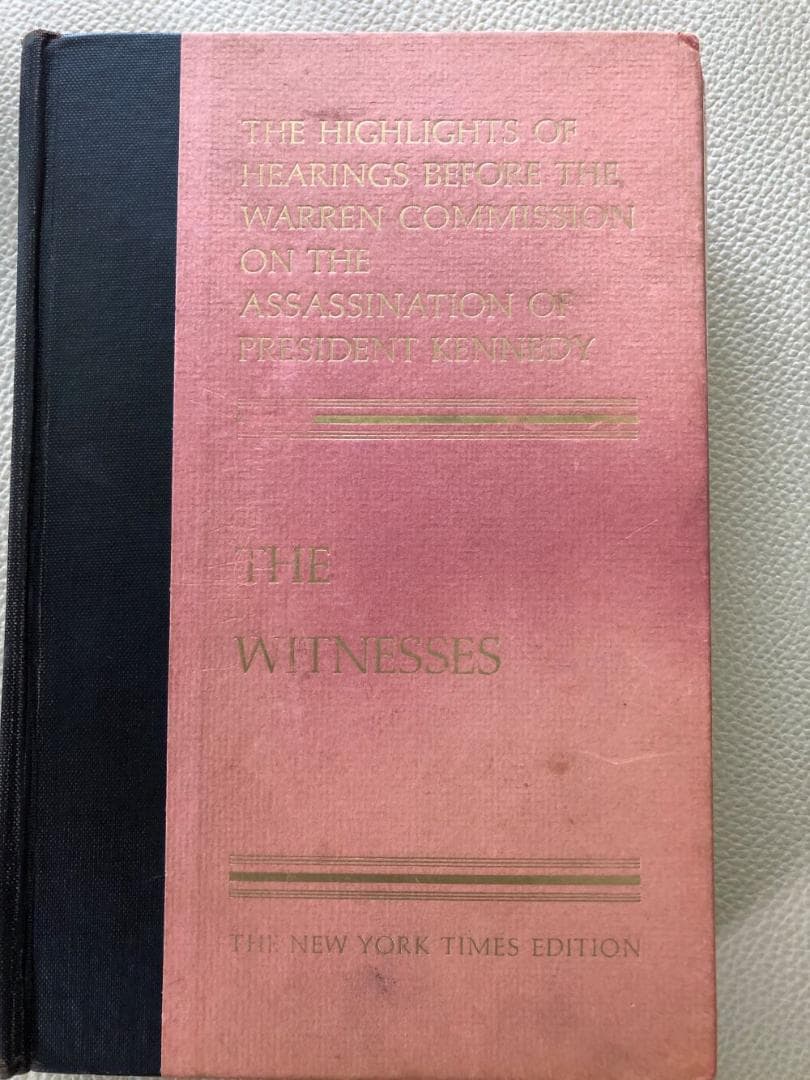 THE HIGHLIGHTS OF
HEARINGS BEFORE THE
WARREN COMMISSION
ON THE
ASSASSINATION OF
PRESIDENT KENNEDY
THE
WITNESSES
THE NEW YORK TIMES EDITION